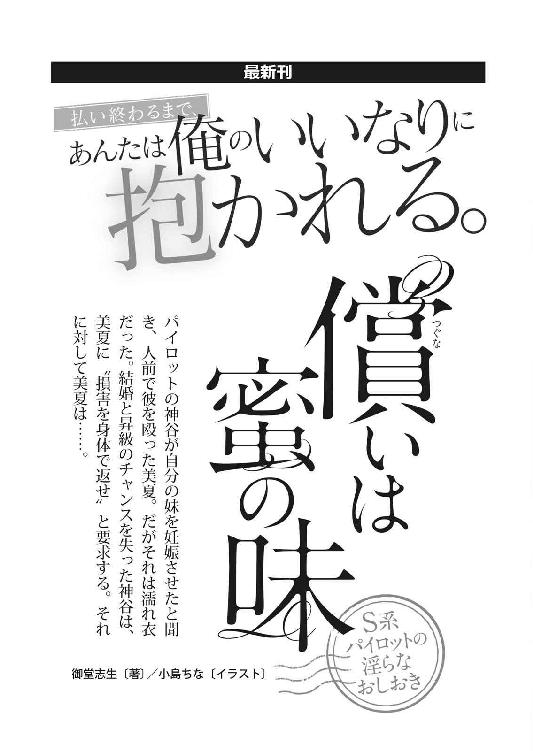 最新刊
払い終わるまで、
あんたは俺のいいなりに
抱かれる。
償いは
つぐな
蜜の味
パイロットの神谷が自分の妹を妊娠させたと聞
き、人前で彼を殴った美夏。だがそれは濡れ衣
だった。結婚と昇級のチャンスを失った神谷は、
美夏に〝損害を身体で返せ〟と要求する。それ
に対して美夏は……。
S系
パイロットの
淫らな
おしおき
御堂志生〔著〕／小島ちな〔イラスト〕